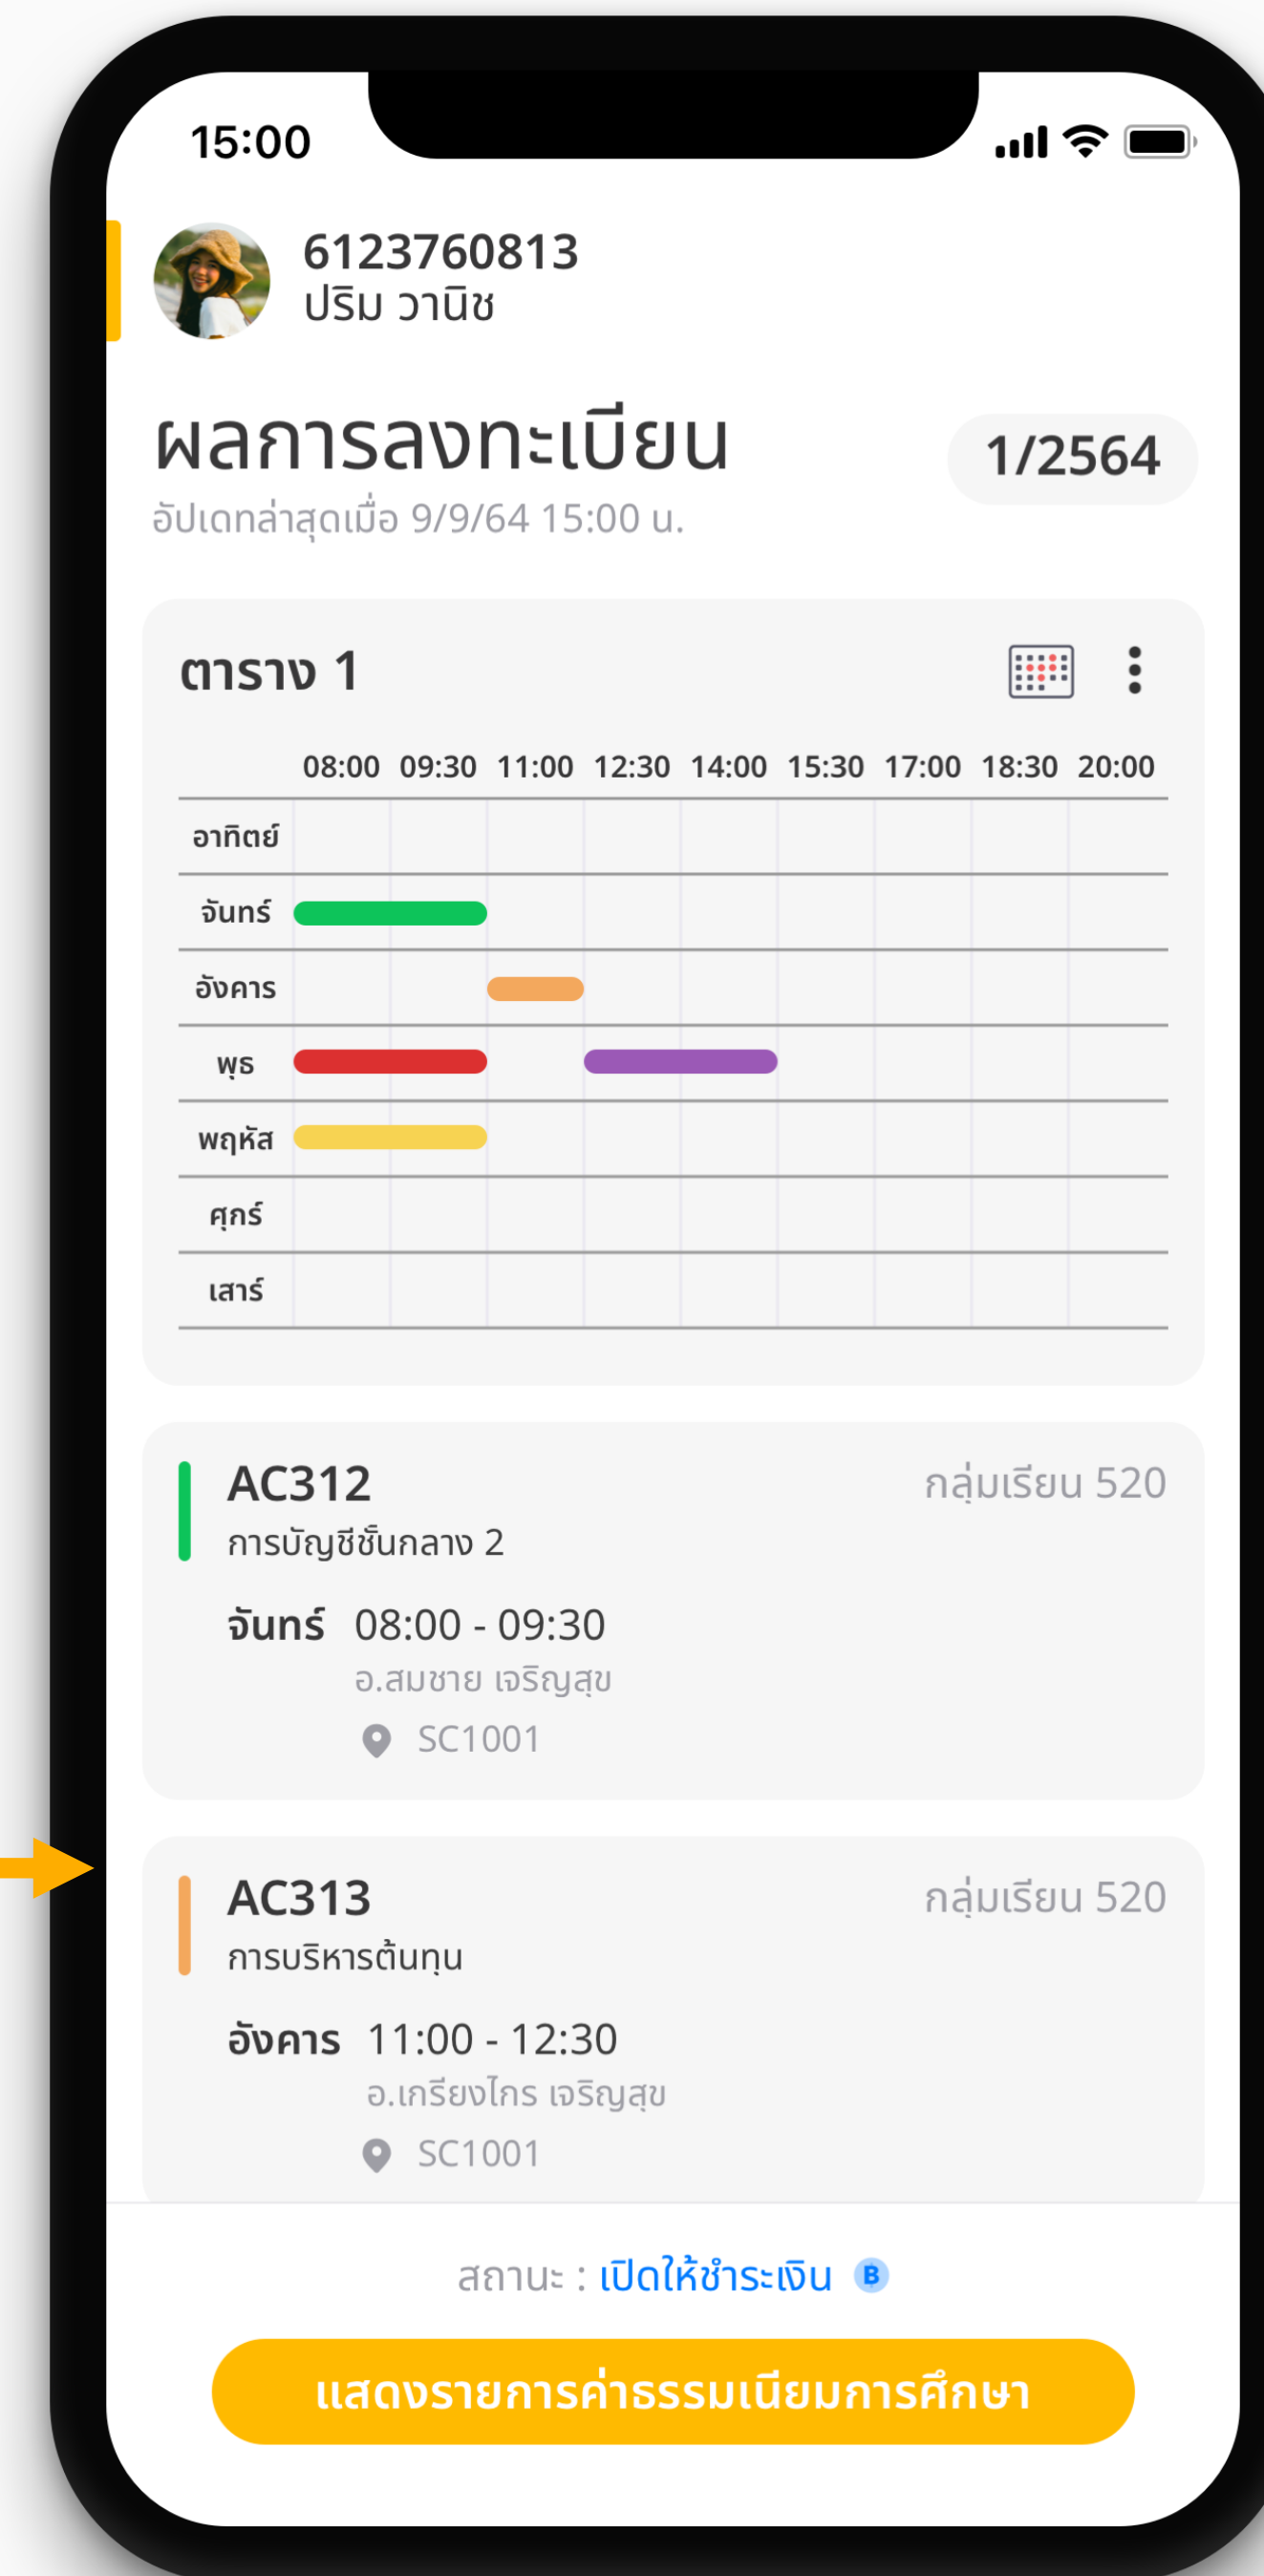 15:00
6123760813
ปริม วานิช
ผลการลงทะเบียน
1/2564
อัปเดทล่าสุดเมื่อ 9/9/64 15:00 น.
ตาราง 1
08:00 09:30 11:00 12:30 14:00 15:30 17:00 18:30 20:00
อาทิตย์
จันทร์
อังคาร
พุธ
พฤหัส
ศุกร์
เสาร์
AC312 กลุ่มเรียน 520
การบัญชีชั้นกลาง 2
จันทร์ 08:00 - 09:30
อ.สมชาย เจริญสุข
SC1001
AC313 กลุ่มเรียน 520
การบริหารต้นทุน
อังคาร 11:00 - 12:30
อ.เกรียงไกร เจริญสุข
SC1001
สถานะ : เปิดให้ชำระเงิน ฿
แสดงรายการค่าธรรมเนียมการศึกษา